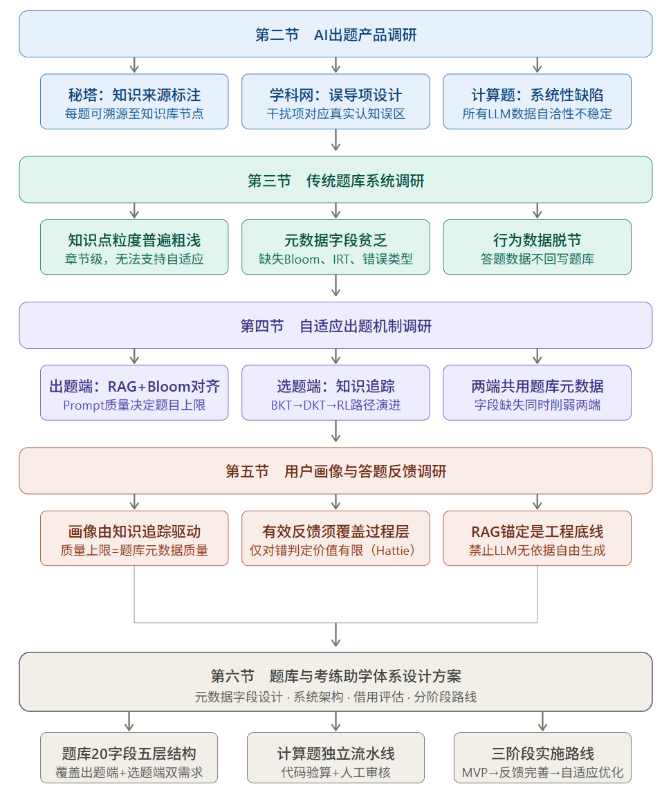 第二节 AI出题产品调研
秘塔：知识来源标注
每题可溯源至知识库节点
学科网：误导项设计
干扰项对应真实认知误区
计算题：系统性缺陷
所有LLM数据自洽性不稳定
第三节 传统题库系统调研
知识点粒度普遍粗浅
章节级，无法支持自适应
元数据字段贫乏
缺失Bloom、IRT、错误类型
行为数据脱节
答题数据不回写题库
第四节 自适应出题机制调研
出题端：RAG+Bloom对齐
Prompt质量决定题目上限
选题端：知识追踪
BKT→DKT→RL路径演进
两端共用题库元数据
字段缺失同时削弱两端
第五节 用户画像与答题反馈调研
画像由知识追踪驱动
质量上限=题库元数据质量
有效反馈须覆盖过程层
仅对错判定价值有限（Hattie）
RAG锚定是工程底线
禁止LLM无依据自由生成
第六节 题库与考练助学体系设计方案
元数据字段设计 · 系统架构 · 借用评估 · 分阶段路线
题库20字段五层结构
覆盖出题端+选题端双需求
计算题独立流水线
代码验算+人工审核
三阶段实施路线
MVP→反馈完善→自适应优化